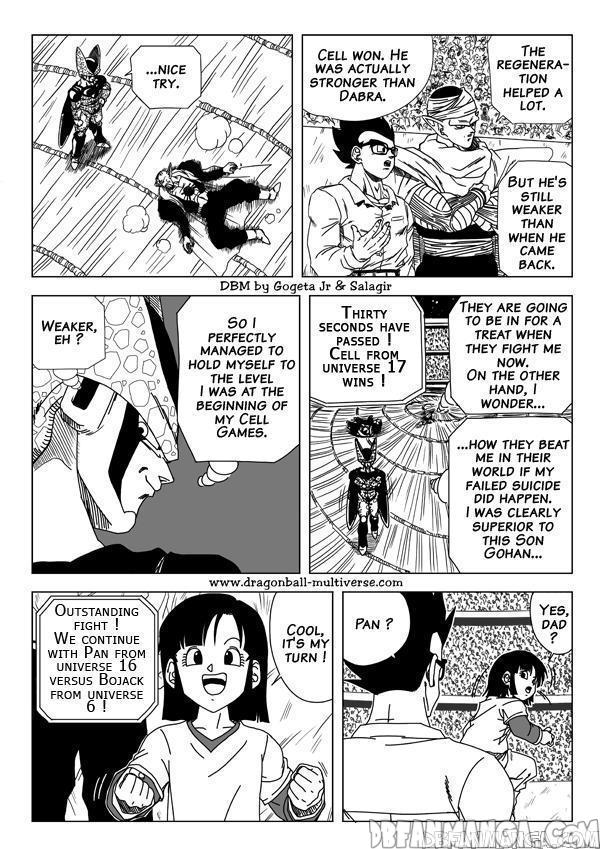 ...NICE
TRY.
CELL WON. HE
WAS ACTUALLY
STRONGER THAN
DABRA.
THE
REGENERA-
TION
HELPED A
LOT.
BUT HE'S
STILL
WEAKER
THAN
WHEN HE
CAME
BACK.
DBM by Gogeta Jr & Salagir
WEAKER,
EH ?
SO I
PERFECTLY
MANAGED TO
HOLD MYSELF TO
THE LEVEL
I WAS AT THE
BEGINNING OF
MY CELL
GAMES.
THIRTY
SECONDS HAVE
PASSED !
CELL FROM
UNIVERSE 17
WINS !
THEY ARE GOING
TO BE IN FOR A
TREAT WHEN
THEY FIGHT ME
NOW.
ON THE OTHER
HAND, I
WONDER...
...HOW THEY BEAT
ME IN THEIR
WORLD IF MY
FAILED SUICIDE
DID HAPPEN.
I WAS CLEARLY
SUPERIOR TO
THIS SON
GOHAN...
www.dragonball-multiverse.com
OUTSTANDING
FIGHT !
WE CONTINUE
WITH PAN FROM
UNIVERSE 16
VERSUS BOJACK
FROM UNIVERSE
6 !
COOL,
IT'S MY
TURN !
PAN ?
YES,
DAD
?